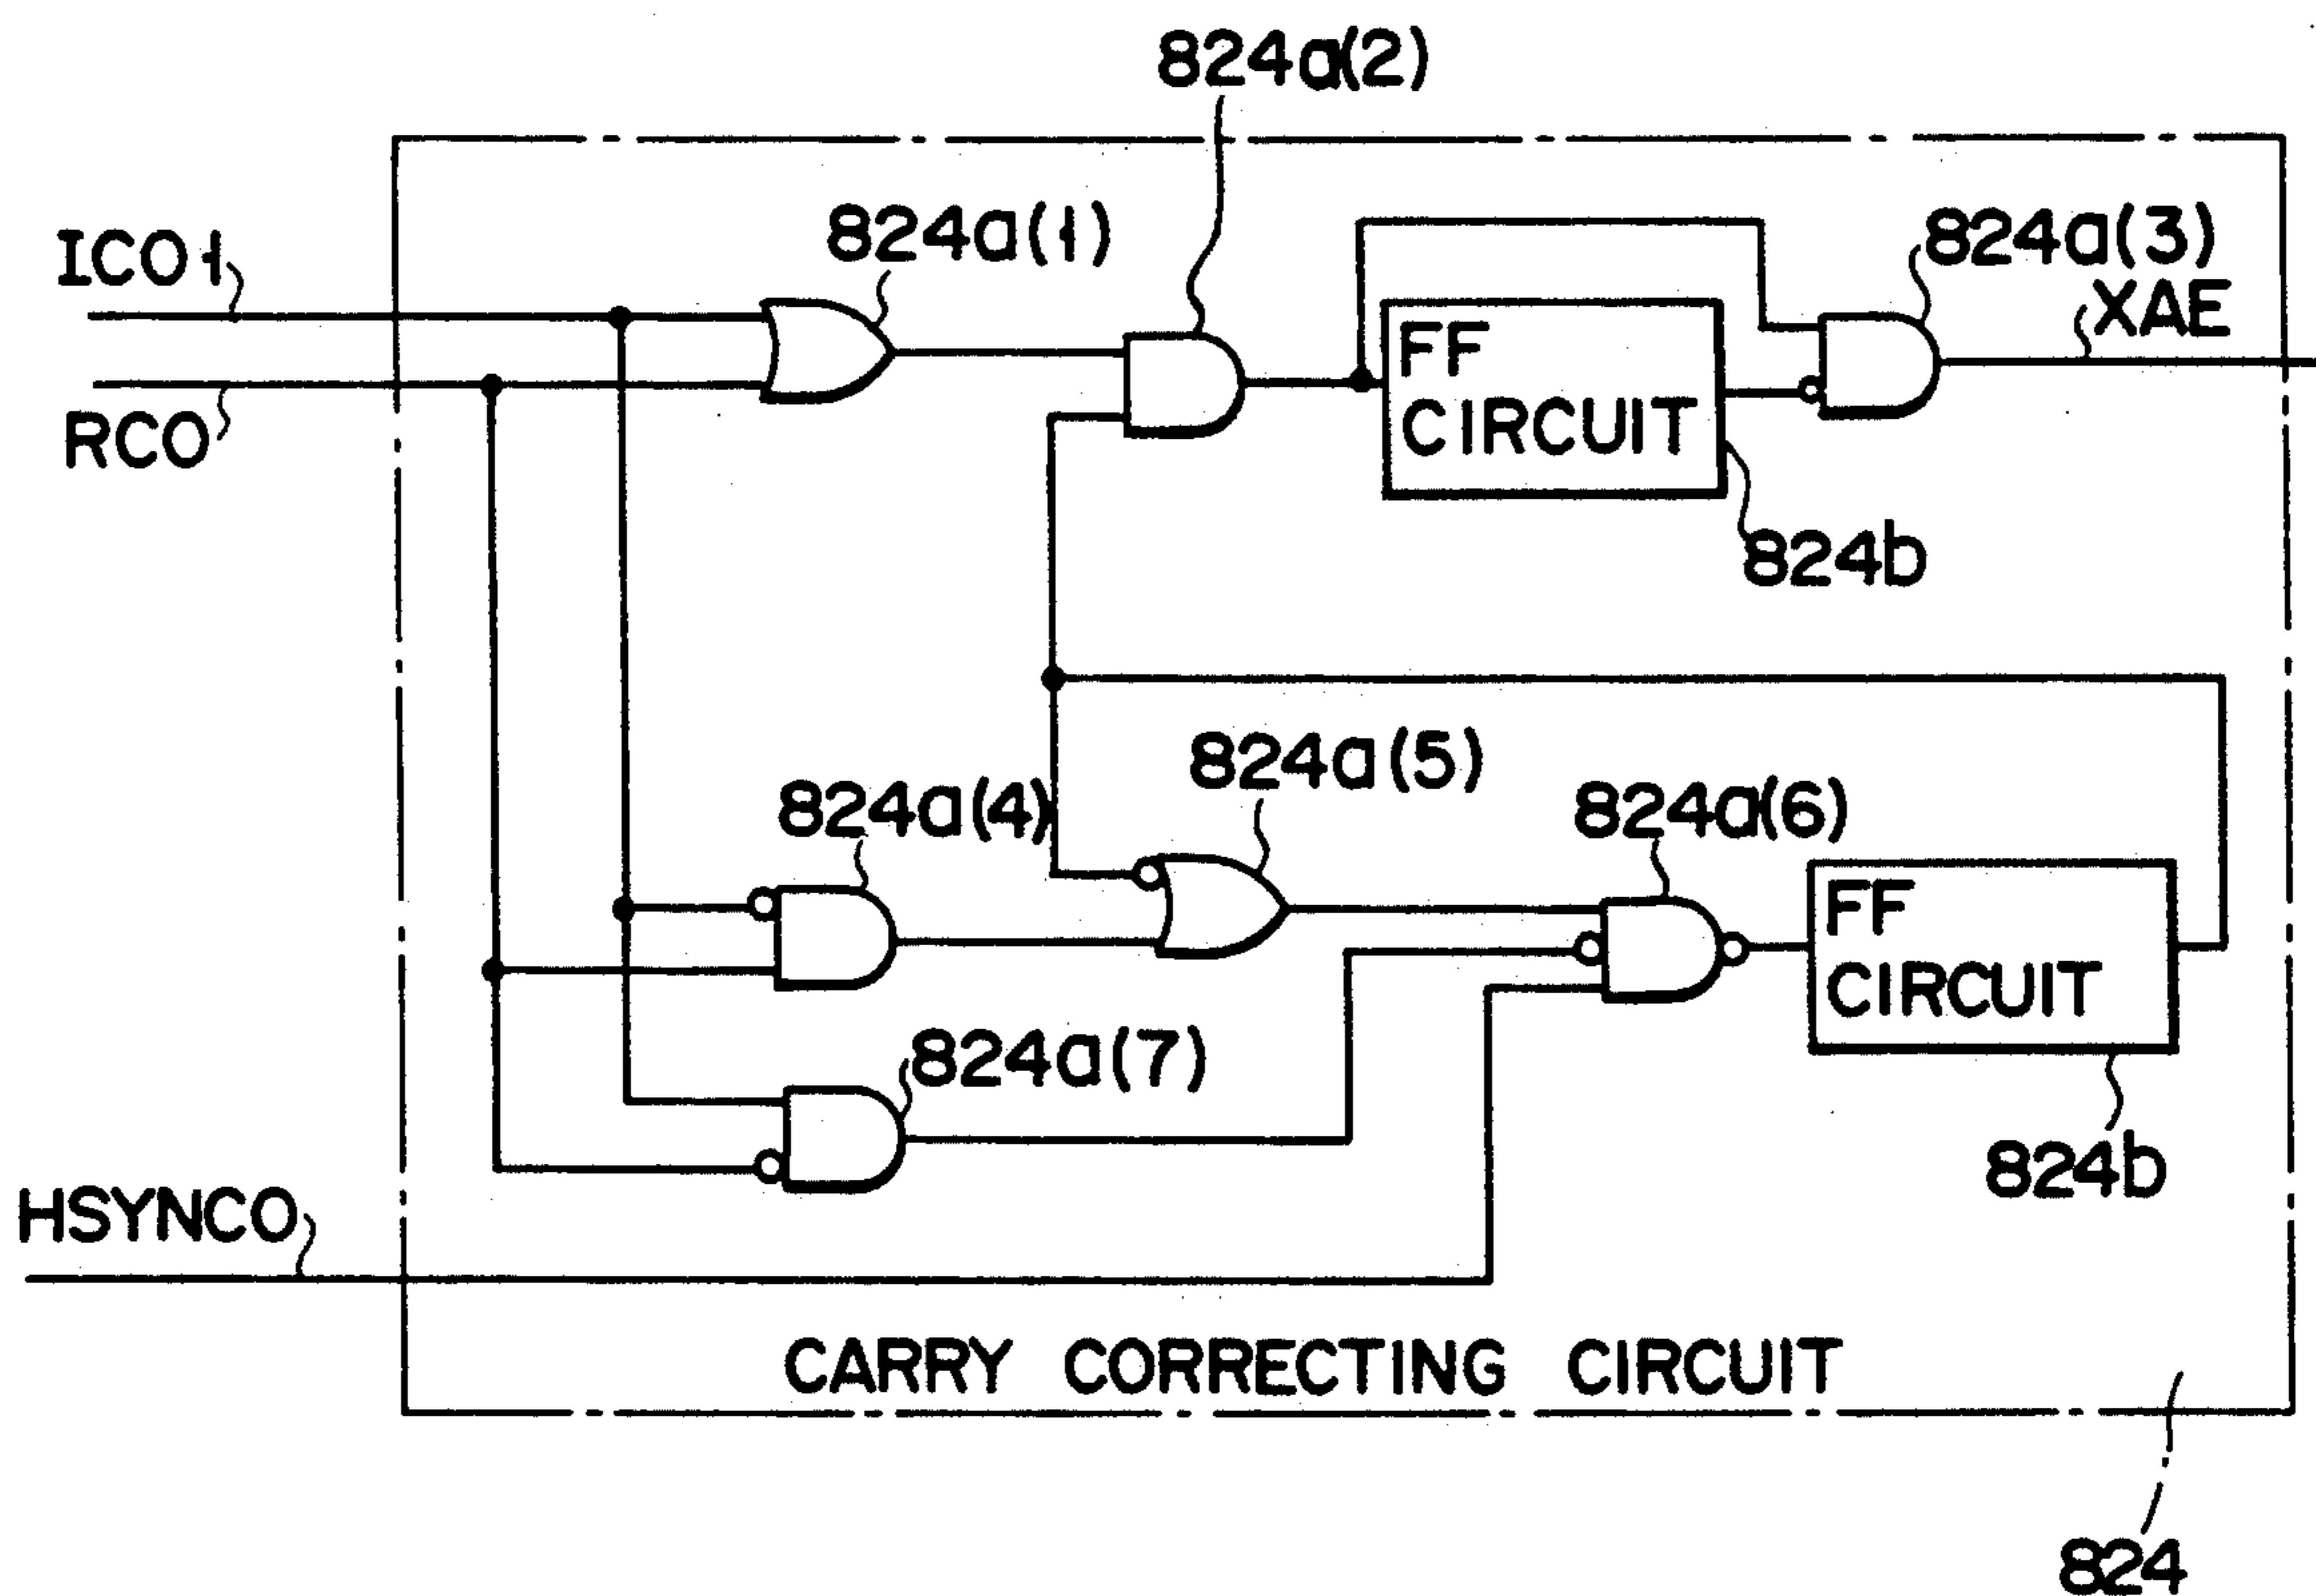 824a(2)
824a(1)
824a(3)
ICO1
XAE
RCO
FF
CIRCUIT
824b
824a(5)
824a(4)
824a(6)
FF
CIRCUIT
824a(7)
824b
HSYNCO
CARRY CORRECTING CIRCUIT
824